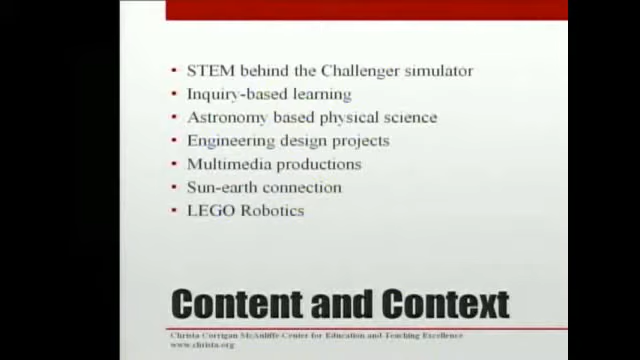 • STEM behind the Challenger simulator
• Inquiry-based learning
• Astronomy based physical science
• Engineering design projects
• Multimedia productions
• Sun-earth connection
• LEGO Robotics
Content and Context
Christa Corrigan McAuliffe Center for Education and Teaching Excellence
www.christa.org